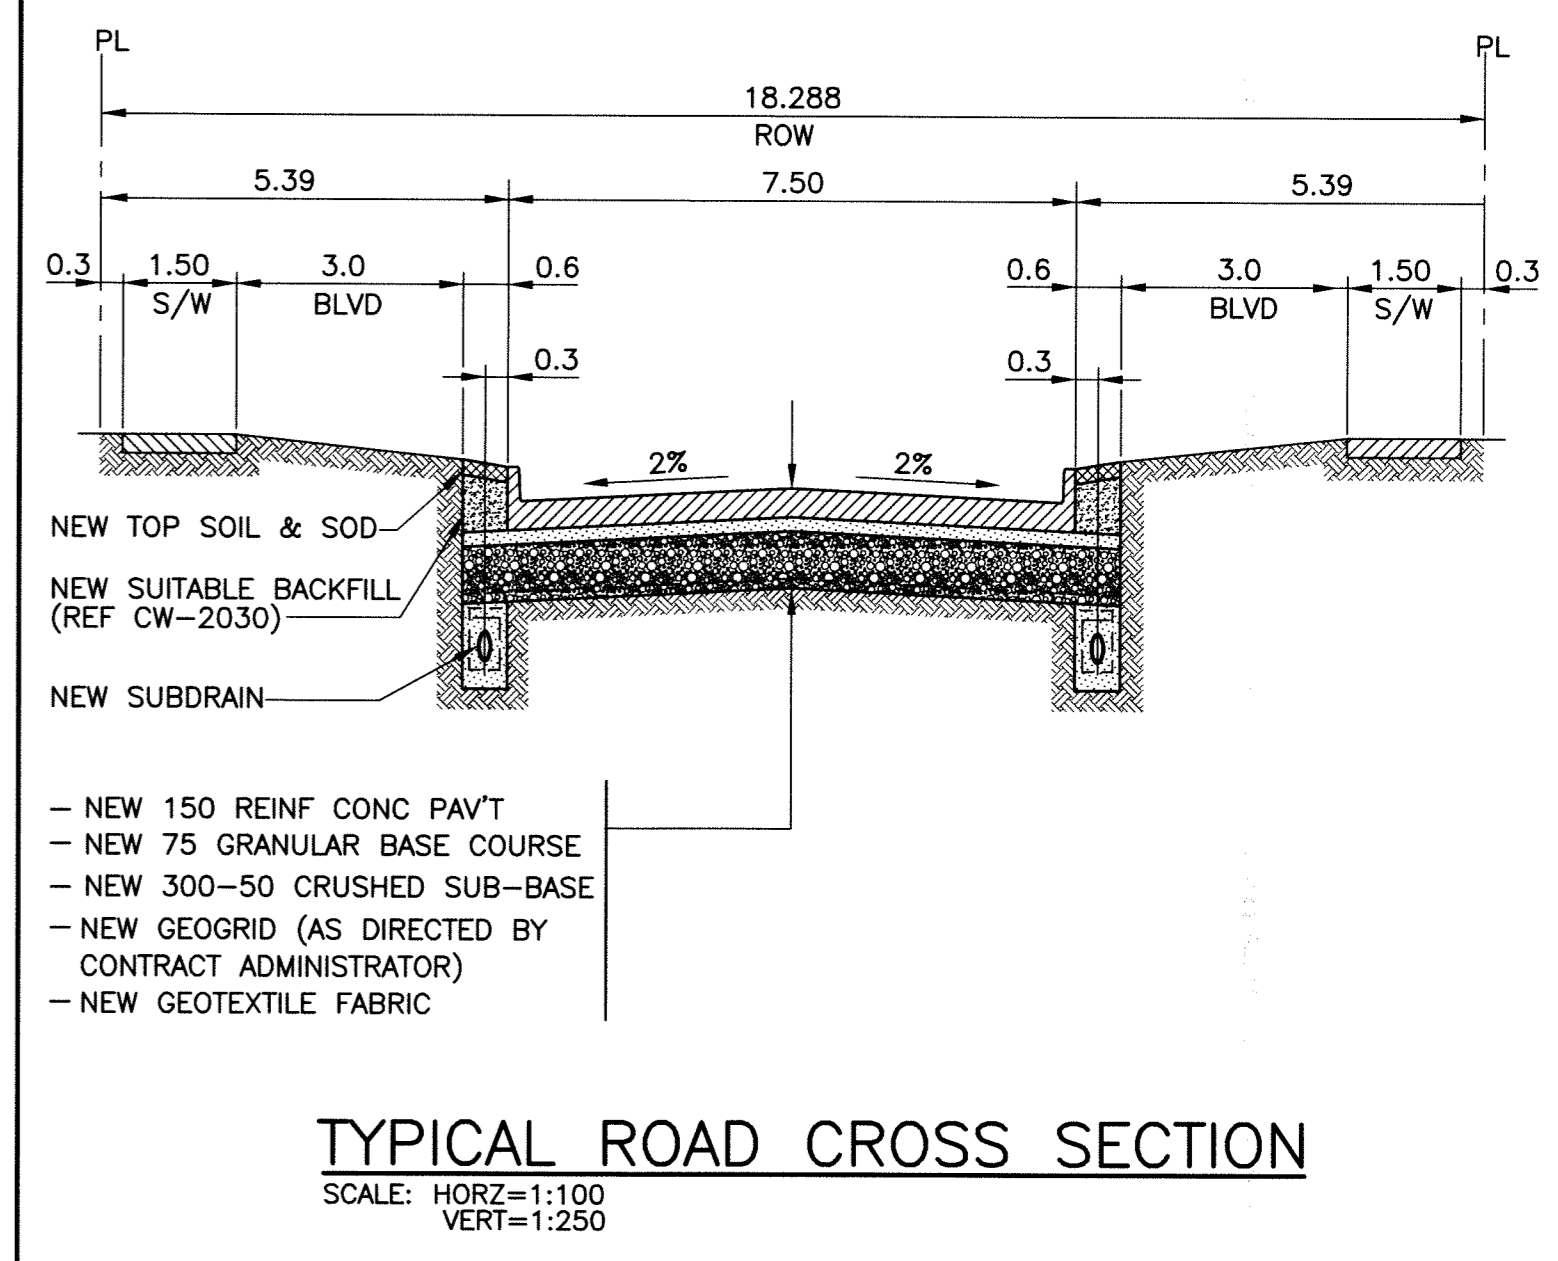 PL PL
18.288
ROW
5.39 7.50 5.39
0.3 1.50 3.0 0.6 0.6 3.0 1.50 0.3
S/W BLVD BLVD S/W
0.3 0.3
2% 2%
NEW TOP SOIL & SOD
NEW SUITABLE BACKFILL
(REF CW-2030)
NEW SUBDRAIN
- NEW 150 REINF CONC PAV'T
- NEW 75 GRANULAR BASE COURSE
- NEW 300-50 CRUSHED SUB-BASE
- NEW GEOGRID (AS DIRECTED BY
CONTRACT ADMINISTRATOR)
- NEW GEOTEXTILE FABRIC
TYPICAL ROAD CROSS SECTION
SCALE: HORZ=1:100
VERT=1:250